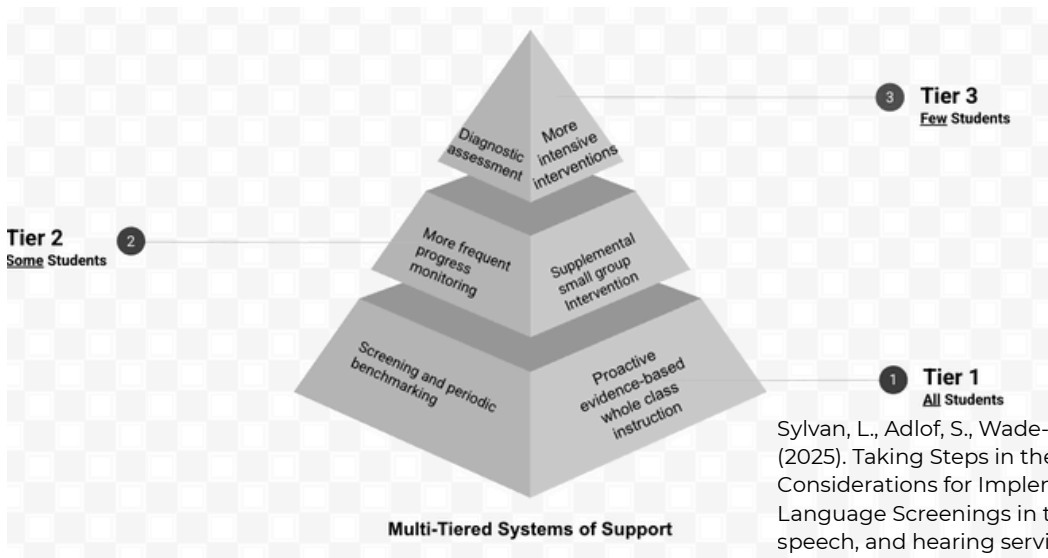 3
Tier 3
Few Students
Diagnostic
assessment
More
intensive
interventions
Tier 2
Some Students
2
More frequent
progress
monitoring
Supplemental
small group
Intervention
Screening and periodic
benchmarking
Proactive
evidence-based
whole class
instruction
1
Tier 1
All Students
Sylvan, L., Adlof, S., Wade-
(2025). Taking Steps in the
Considerations for Implem
Language Screenings in t
speech, and hearing servi
Multi-Tiered Systems of Support